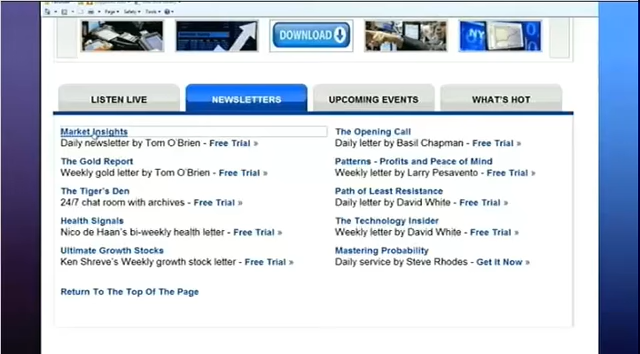 Page Safety Tools
DOWNLOAD
NY
LISTEN LIVE
NEWSLETTERS
UPCOMING EVENTS
WHAT'S HOT
Market Insights
Daily newsletter by Tom O'Brien - Free Trial »
The Gold Report
Weekly gold letter by Tom O'Brien - Free Trial »
The Tiger's Den
24/7 chat room with archives - Free Trial »
Health Signals
Nico de Haan's bi-weekly health letter - Free Trial »
Ultimate Growth Stocks
Ken Shreve's Weekly growth stock letter - Free Trial »
Return To The Top Of The Page
The Opening Call
Daily letter by Basil Chapman - Free Trial »
Patterns - Profits and Peace of Mind
Weekly letter by Larry Pesavento - Free Trial »
Path of Least Resistance
Daily letter by David White - Free Trial »
The Technology Insider
Weekly letter by David White - Free Trial »
Mastering Probability
Daily service by Steve Rhodes - Get It Now »